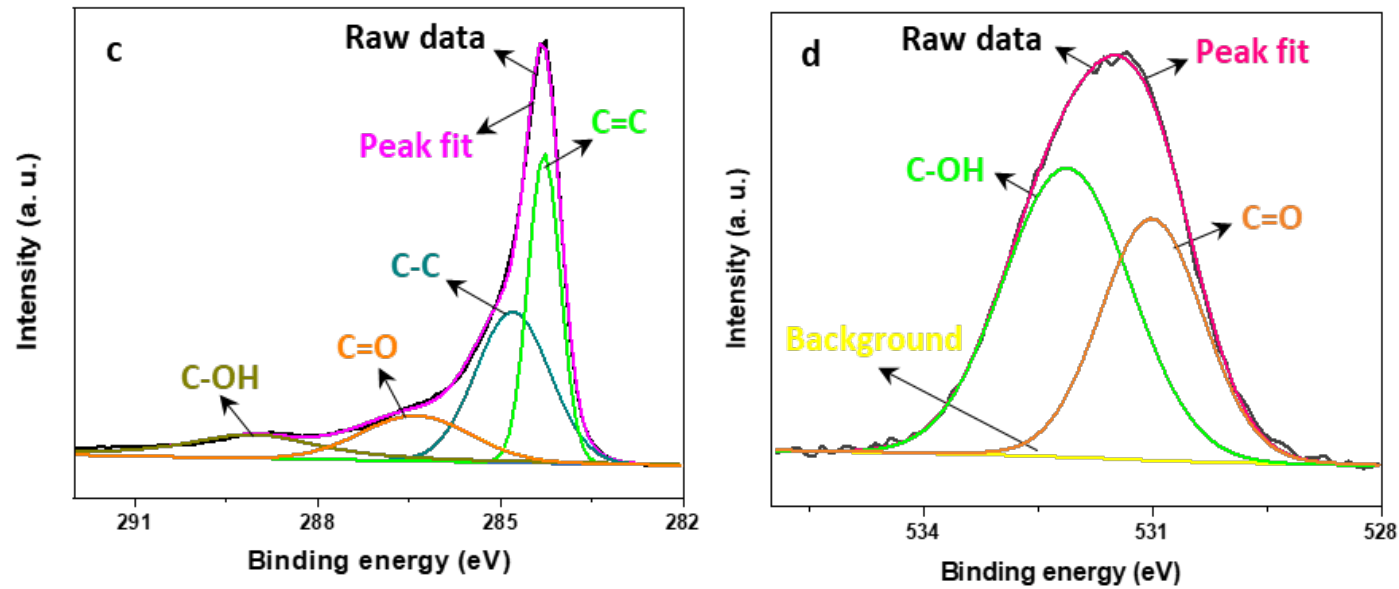 c
Raw data
Peak fit
C=C
C-C
C=O
C-OH
Intensity (a. u.)
291
288
285
282
Binding energy (eV)
d
Raw data
Peak fit
C-OH
C=O
Background
Intensity (a. u.)
534
531
528
Binding energy (eV)